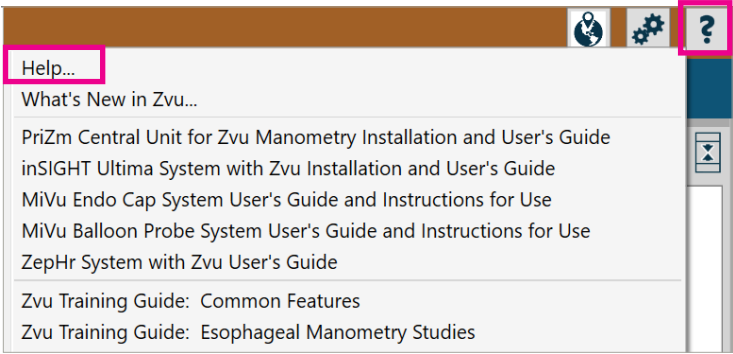 ?
Help...
What's New in Zvu...
PriZm Central Unit for Zvu Manometry Installation and User's Guide
inSIGHT Ultima System with Zvu Installation and User's Guide
MiVu Endo Cap System User's Guide and Instructions for Use
MiVu Balloon Probe System User's Guide and Instructions for Use
ZepHr System with Zvu User's Guide
Zvu Training Guide:  Common Features
Zvu Training Guide:  Esophageal Manometry Studies